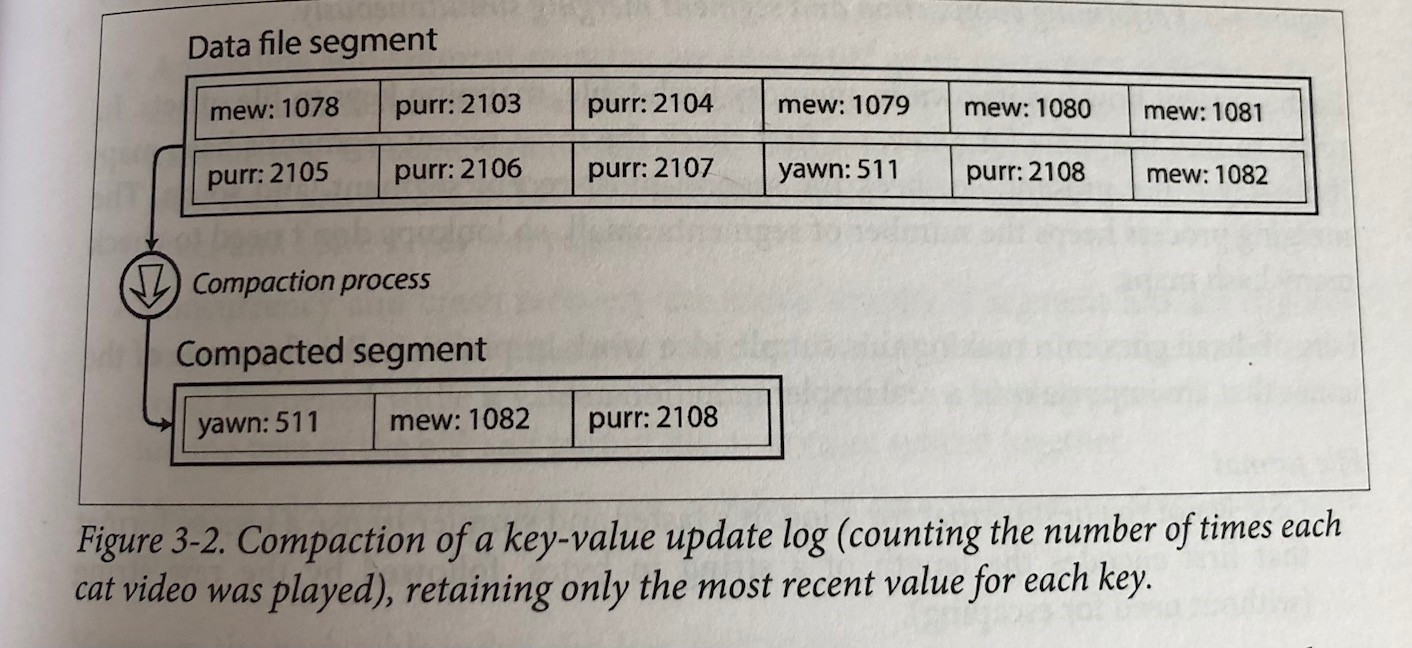 Data file segment
mew: 1078 purr: 2103 purr: 2104 mew: 1079 mew: 1080 mew: 1081
purr: 2105 purr: 2106 purr: 2107 yawn: 511 purr: 2108 mew: 1082
Compaction process
Compacted segment
yawn: 511 mew: 1082 purr: 2108
Figure 3-2. Compaction of a key-value update log (counting the number of times each
cat video was played), retaining only the most recent value for each key.